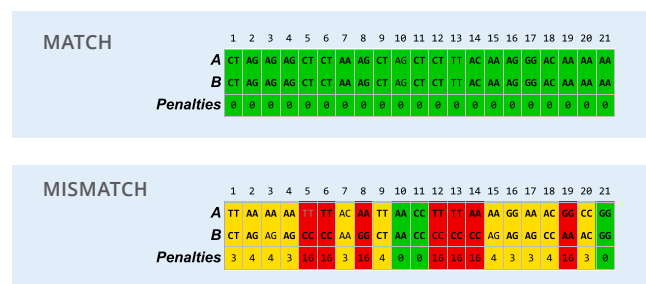 MATCH
1 2 3 4 5 6 7 8 9 10 11 12 13 14 15 16 17 18 19 20 21
A CT AG AG AG CT CT AA AG CT AG CT CT TT AC AA AG GG AC AA AA AA
B CT AG AG AG CT CT AA AG CT AG CT CT TT AC AA AG GG AC AA AA AA
Penalties 0 0 0 0 0 0 0 0 0 0 0 0 0 0 0 0 0 0 0 0 0
MISMATCH
1 2 3 4 5 6 7 8 9 10 11 12 13 14 15 16 17 18 19 20 21
A TT AA AA AA TT TT AC AA TT AA CC TT TT AA AA GG AA AC GG CC GG
B CT AG AG AG CC CC AA GG CT AA CC CC CC CC AG AG AG CC AA AC GG
Penalties 3 4 4 3 16 16 3 16 4 0 0 16 16 16 4 3 3 4 16 3 0